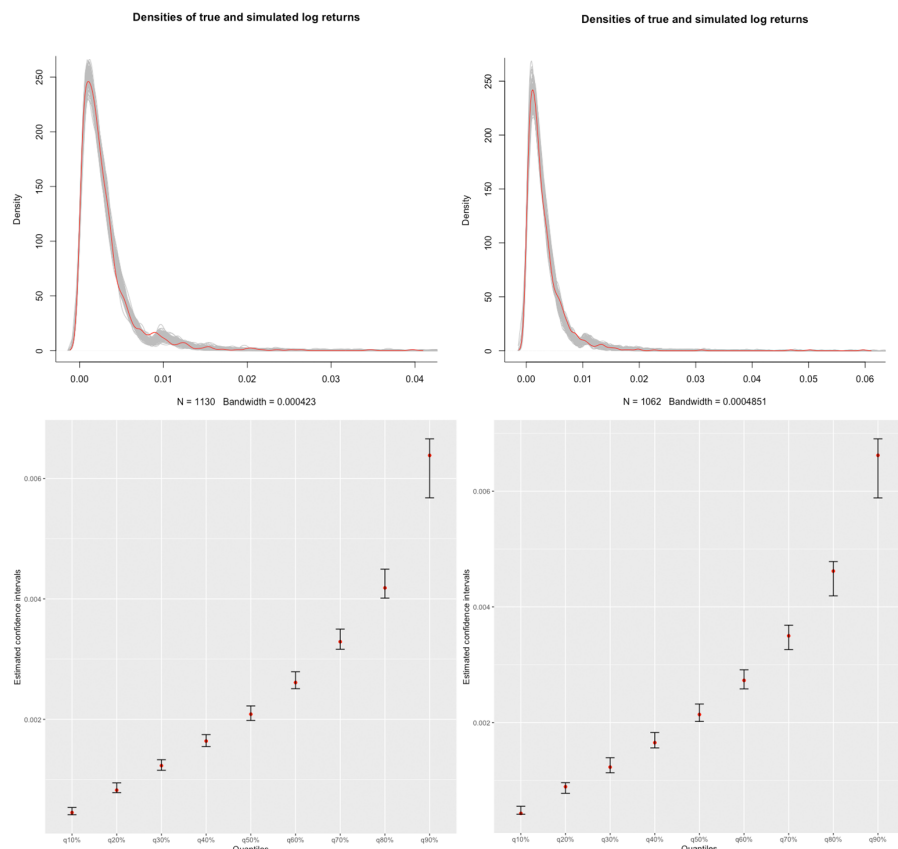 Densities of true and simulated log returns
Density
0
50
100
150
200
250
0.00
0.01
0.02
0.03
0.04
N = 1130 Bandwidth = 0.000423
Densities of true and simulated log returns
Density
0
50
100
150
200
250
0.00
0.01
0.02
0.03
0.04
0.05
0.06
N = 1062 Bandwidth = 0.0004851
Estimated confidence intervals
0.006
0.004
0.002
q10%
q20%
q30%
q40%
q50%
q60%
q70%
q80%
q90%
Quantiles
Estimated confidence intervals
0.006
0.004
0.002
q10%
q20%
q30%
q40%
q50%
q60%
q70%
q80%
q90%
Quantiles